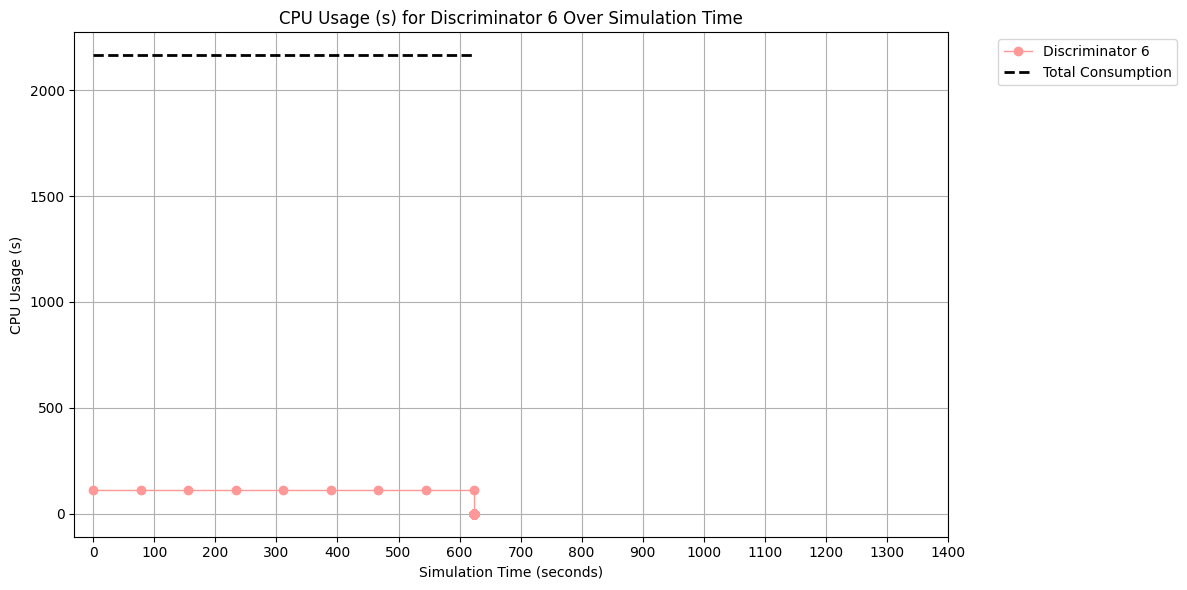 CPU Usage (s) for Discriminator 6 Over Simulation Time
Discriminator 6
Total Consumption
CPU Usage (s)
2000
1500
1000
500
0
0 100 200 300 400 500 600 700 800 900 1000 1100 1200 1300 1400
Simulation Time (seconds)